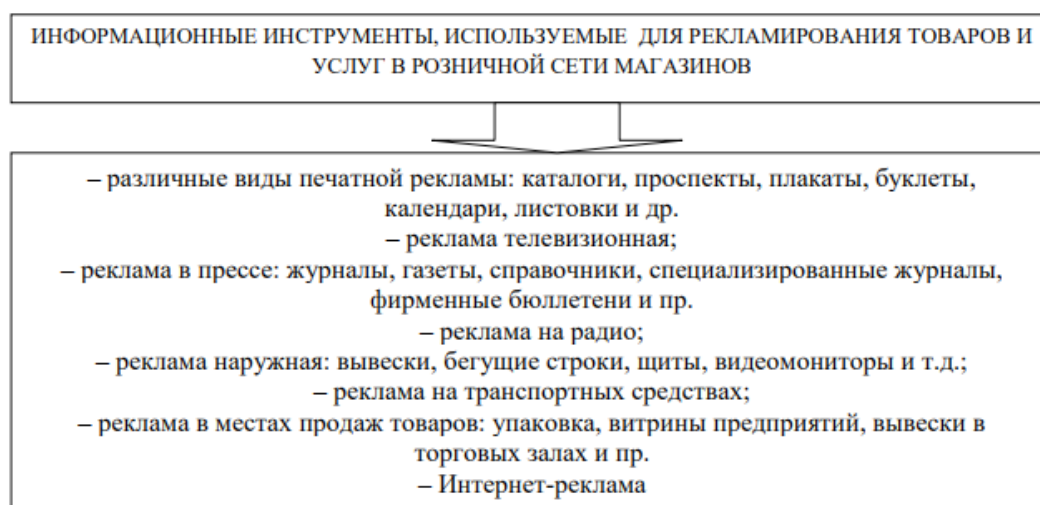 ИНФОРМАЦИОННЫЕ ИНСТРУМЕНТЫ, ИСПОЛЬЗУЕМЫЕ ДЛЯ РЕКЛАМИРОВАНИЯ ТОВАРОВ И
УСЛУГ В РОЗНИЧНОЙ СЕТИ МАГАЗИНОВ
– различные виды печатной рекламы: каталоги, проспекты, плакаты, буклеты,
календари, листовки и др.
– реклама телевизионная;
– реклама в прессе: журналы, газеты, справочники, специализированные журналы,
фирменные бюллетени и пр.
– реклама на радио;
– реклама наружная: вывески, бегущие строки, щиты, видеомониторы и т.д.;
– реклама на транспортных средствах;
– реклама в местах продаж товаров: упаковка, витрины предприятий, вывески в
торговых залах и пр.
– Интернет-реклама